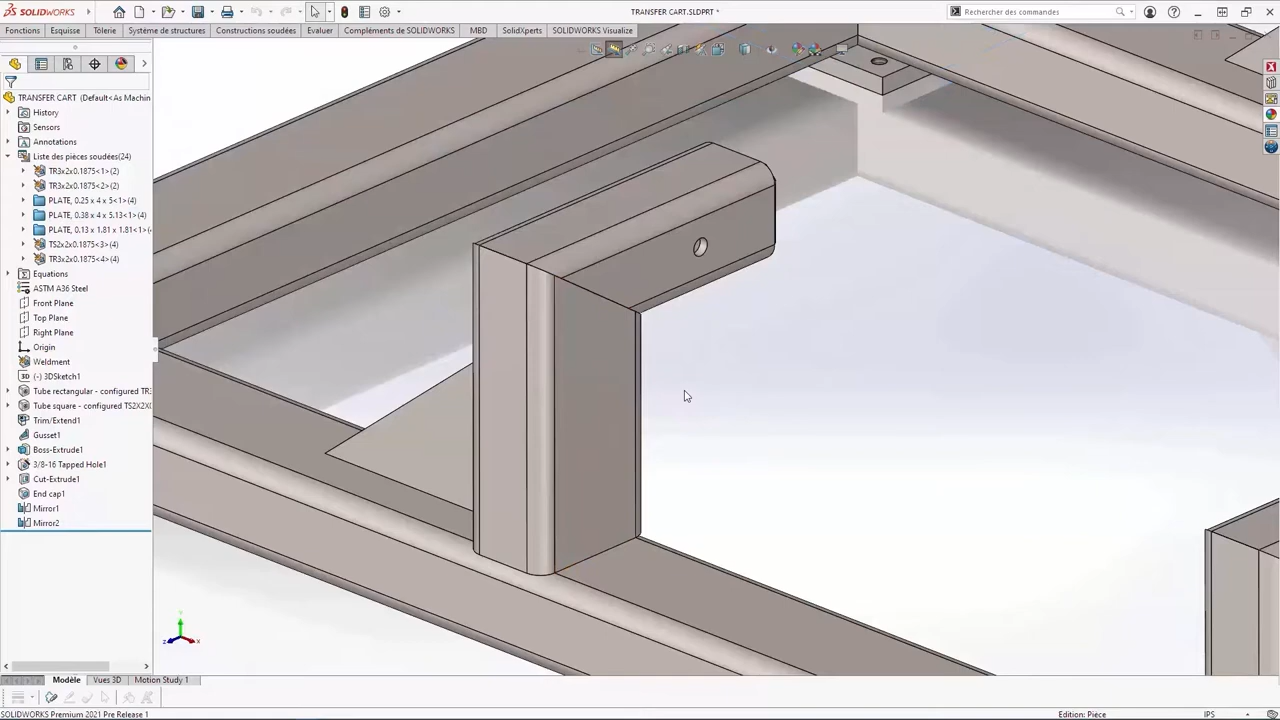 SOLIDWORKS
TRANSFER CART.SLDPRT *
Rechercher des commandes
Fonctions
Esquisse
Tôlerie
Système de structures
Constructions soudées
Evaluer
Compléments de SOLIDWORKS
MBD
SolidXperts
SOLIDWORKS Visualize
TRANSFER CART (Default<As Machin
History
Sensors
Annotations
Liste des pièces soudées(24)
TR3x2x0.1875<1>(2)
TR3x2x0.1875<2>(2)
PLATE, 0.25 x 4 x 5<1>(4)
PLATE, 0.38 x 4 x 5.13<1>(4)
PLATE, 0.13 x 1.81 x 1.81<1>(4
TS2x2x0.1875<3>(4)
TR3x2x0.1875<4>(4)
Equations
ASTM A36 Steel
Front Plane
Top Plane
Right Plane
Origin
Weldment
(-) 3DSketch1
Tube rectangular - configured TR3
Tube square - configured TS2X2X0
Trim/Extend1
Gusset1
Boss-Extrude1
3/8-16 Tapped Hole1
Cut-Extrude1
End cap1
Mirror1
Mirror2
Y
Z
X
Modèle
Vues 3D
Motion Study 1
SOLIDWORKS Premium 2021 Pre Release 1
Edition: Pièce
IPS